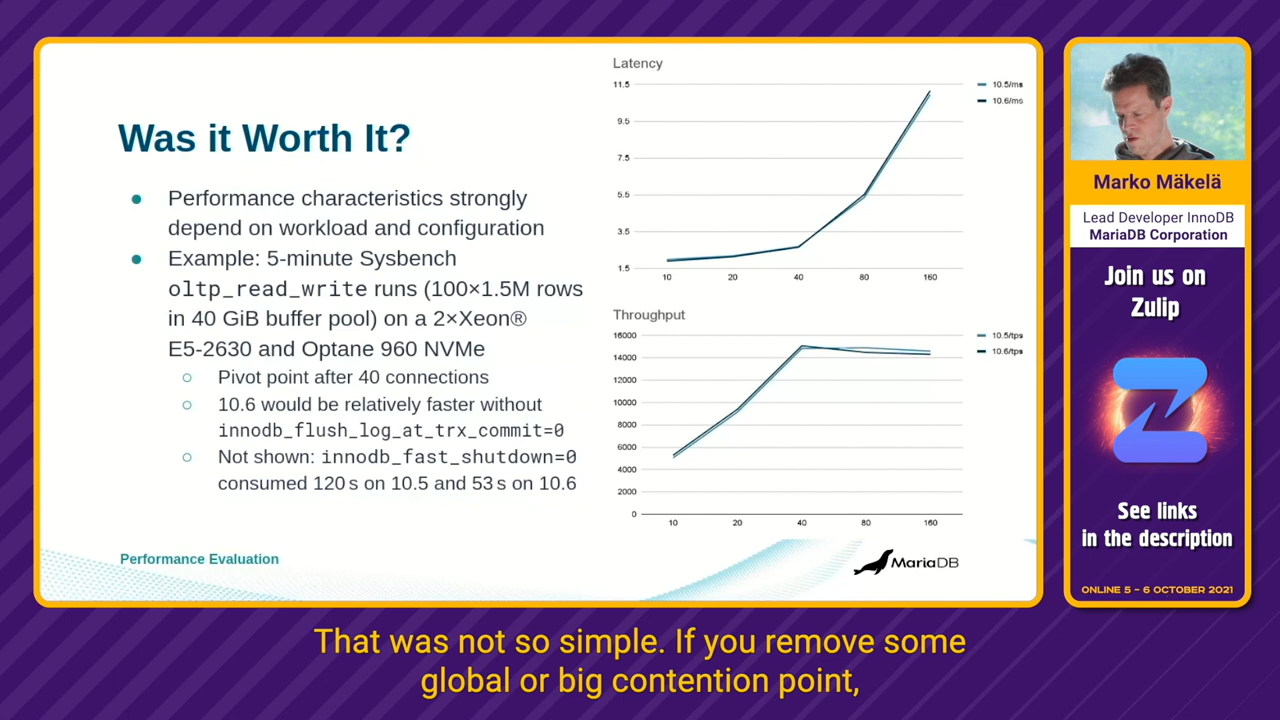 Was it Worth It?
● Performance characteristics strongly
depend on workload and configuration
● Example: 5-minute Sysbench
oltp_read_write runs (100×1.5M rows
in 40 GiB buffer pool) on a 2×Xeon®
E5-2630 and Optane 960 NVMe
○ Pivot point after 40 connections
○ 10.6 would be relatively faster without
innodb_flush_log_at_trx_commit=0
○ Not shown: innodb_fast_shutdown=0
consumed 120 s on 10.5 and 53 s on 10.6
Performance Evaluation
Latency
11.5
9.5
7.5
5.5
3.5
1.5
10 20 40 80 160
10.5/ms
10.6/ms
Throughput
16000
14000
12000
10000
8000
6000
4000
2000
0
10 20 40 80 160
10.5/tps
10.6/tps
MariaDB
Marko Mäkelä
Lead Developer InnoDB
MariaDB Corporation
Join us on
Zulip
See links
in the description
ONLINE 5 - 6 OCTOBER 2021
That was not so simple. If you remove some
global or big contention point,